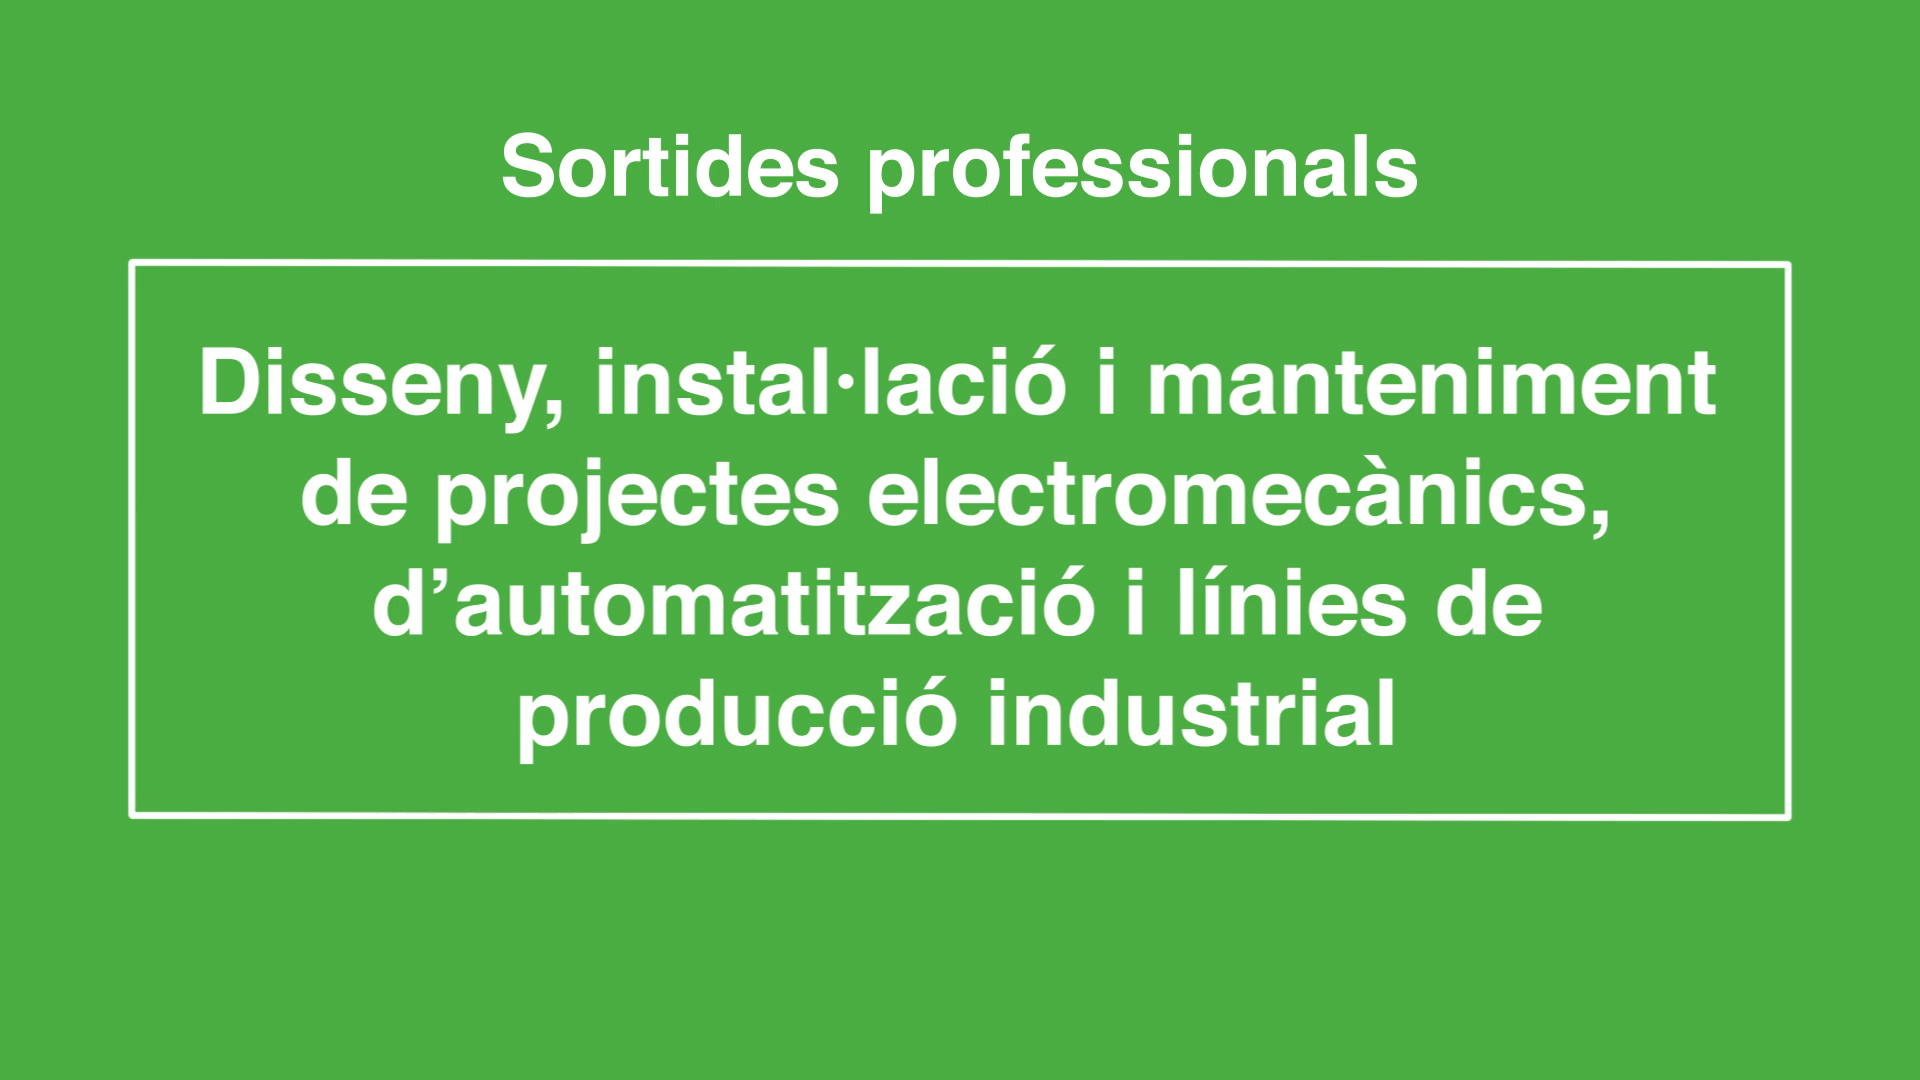 Sortides professionals
Disseny, instal·lació i manteniment
de projectes electromecànics,
d’automatització i línies de
producció industrial